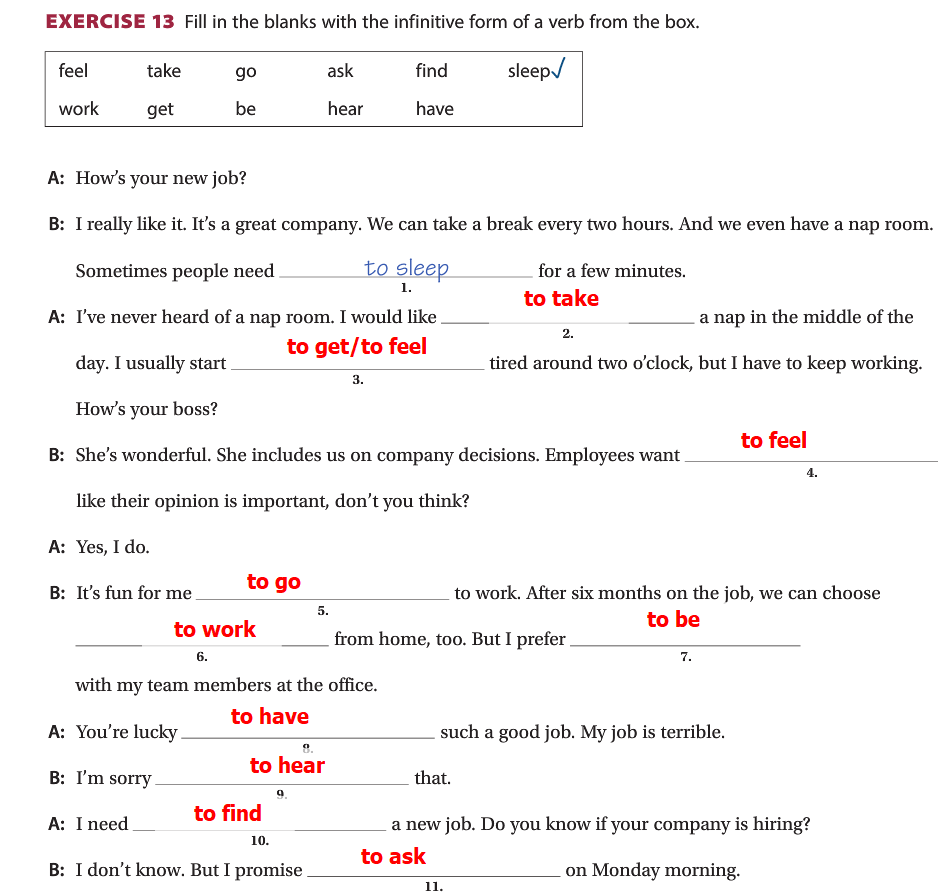 EXERCISE 13 Fill in the blanks with the infinitive form of a verb from the box.
feel take go ask find sleep✓
work get be hear have
A: How's your new job?
B: I really like it. It's a great company. We can take a break every two hours. And we even have a nap room.
Sometimes people need to sleep for a few minutes.
1.
A: I've never heard of a nap room. I would like to take a nap in the middle of the
2.
day. I usually start to get/to feel tired around two o'clock, but I have to keep working.
3.
How's your boss?
B: She's wonderful. She includes us on company decisions. Employees want to feel
4.
like their opinion is important, don't you think?
A: Yes, I do.
B: It's fun for me to go to work. After six months on the job, we can choose
5.
to work from home, too. But I prefer to be
6. 7.
with my team members at the office.
A: You're lucky to have such a good job. My job is terrible.
8.
B: I'm sorry to hear that.
9.
A: I need to find a new job. Do you know if your company is hiring?
10.
B: I don't know. But I promise to ask on Monday morning.
11.